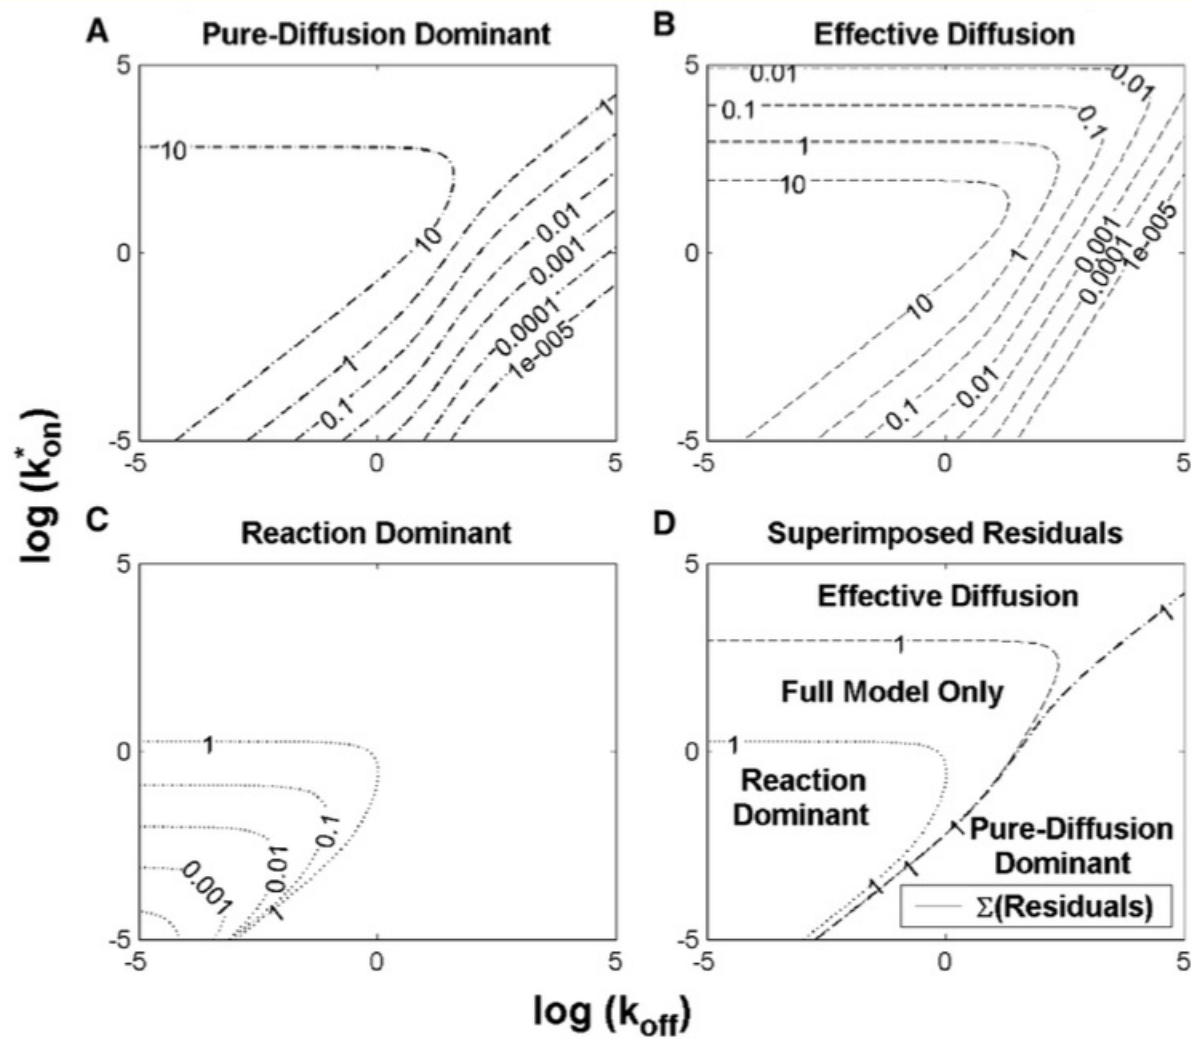 A
Pure-Diffusion Dominant
5
0
-5
-5
0
5
10
10
1
1
0.1
0.01
0.001
0.0001
1e-005
B
Effective Diffusion
5
0
-5
-5
0
5
0.01
0.01
0.1
0.1
1
1
10
10
0.1
0.01
0.001
0.0001
1e-005
C
Reaction Dominant
5
0
-5
-5
0
5
1
0.1
0.01
0.001
1
D
Superimposed Residuals
5
0
-5
-5
0
5
Effective Diffusion
1
1
Full Model Only
1
Reaction
Dominant
1
Pure-Diffusion
Dominant
1
1
Σ(Residuals)
log (k*on)
log (koff)